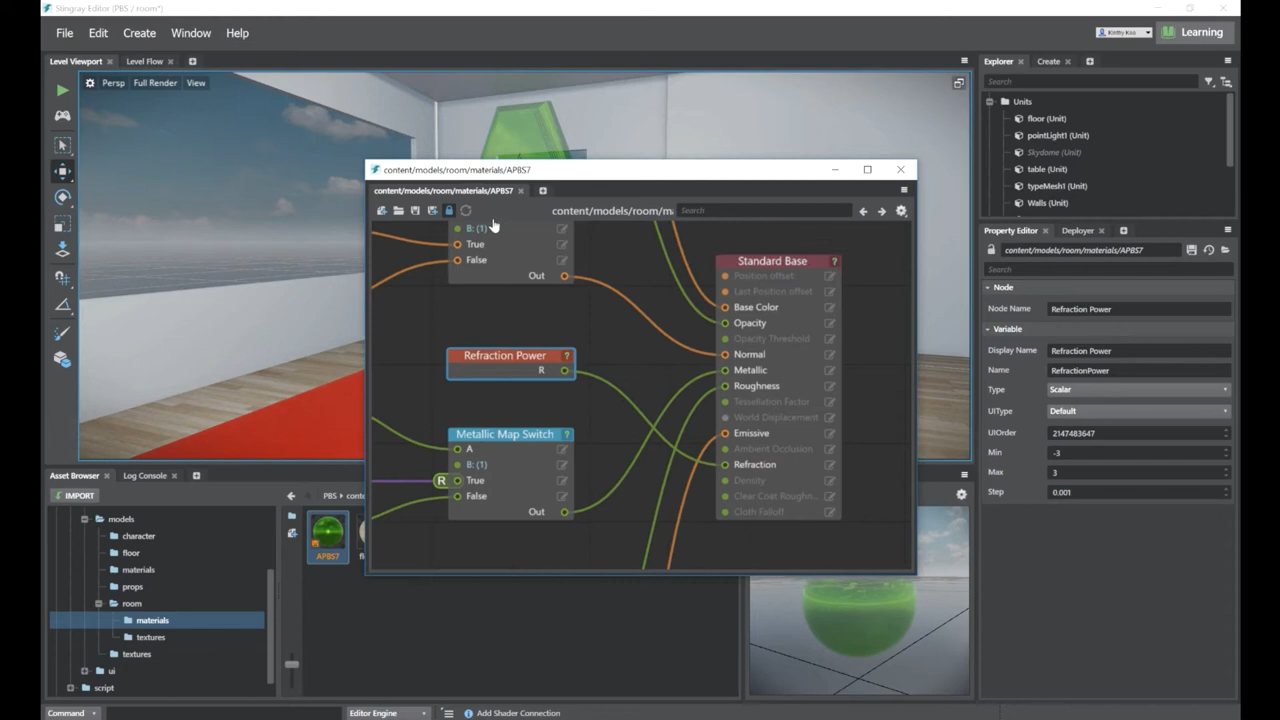 Stingray Editor (PBS / room*)
File Edit Create Window Help
Kinthy Koo Learning
Level Viewport Level Flow
Persp Full Render View
Explorer Create
Search
Units
floor (Unit)
pointLight1 (Unit)
Skydome (Unit)
table (Unit)
typeMesh1 (Unit)
Walls (Unit)
content/models/room/materials/APBS7
content/models/room/materials/APBS7
content/models/room/m Search
B: (1)
True
False
Out
Refraction Power ?
R
Metallic Map Switch ?
A
B: (1)
R True
False
Out
Standard Base ?
Position offset
Last Position offset
Base Color
Opacity
Opacity Threshold
Normal
Metallic
Roughness
Tessellation Factor
World Displacement
Emissive
Ambient Occlusion
Refraction
Density
Clear Coat Roughn...
Cloth Falloff
Property Editor Deployer
content/models/room/materials/APBS7
Search
Node
Node Name Refraction Power
Variable
Display Name Refraction Power
Name RefractionPower
Type Scalar
UIType Default
UIOrder 2147483647
Min -3
Max 3
Step 0.001
Asset Browser Log Console
IMPORT PBS › conte
models
character
floor
materials
props
room
materials
textures
textures
ui
script
APBS7
Command Editor Engine Add Shader Connection